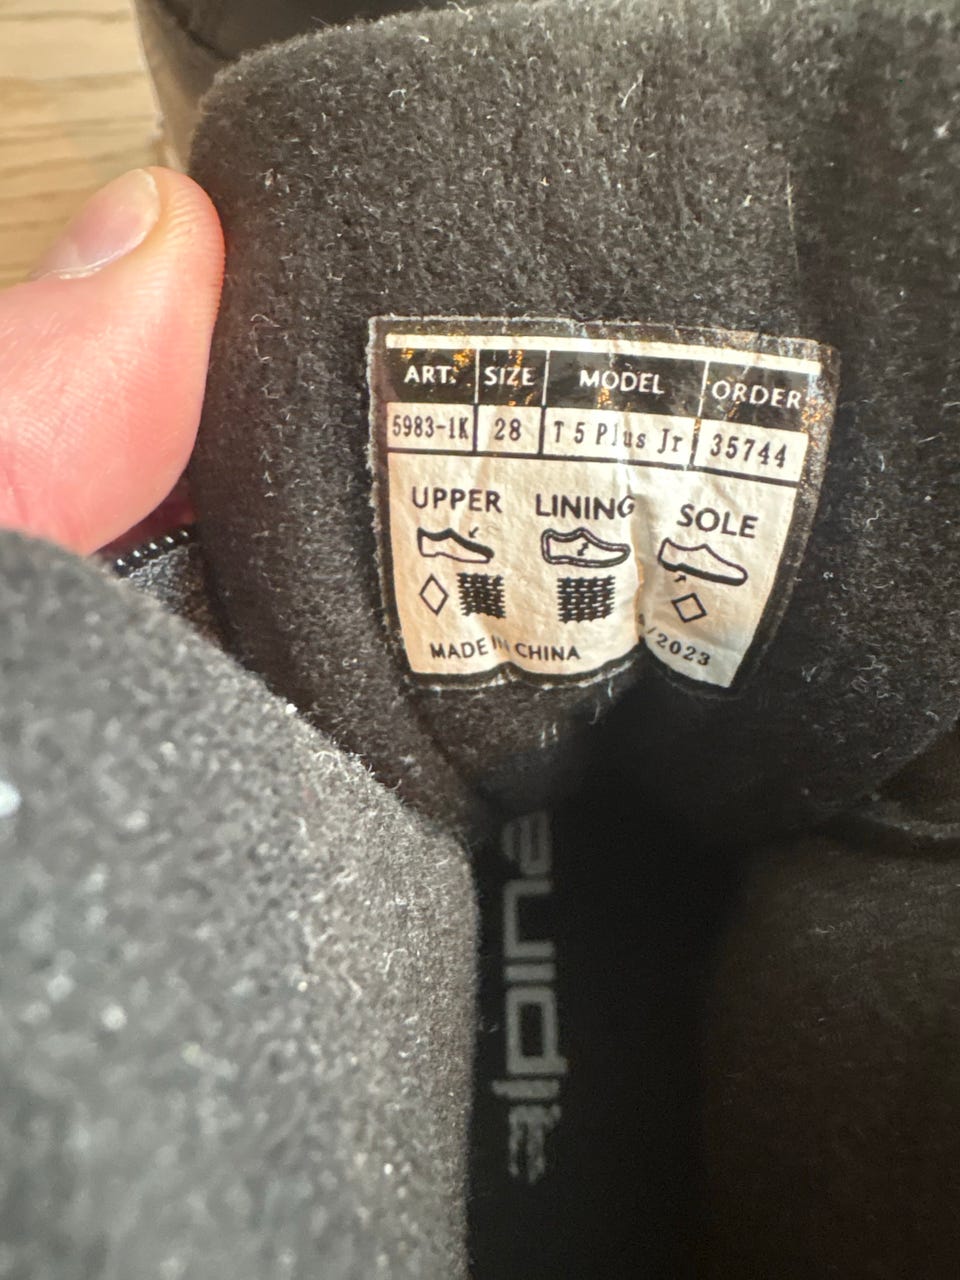 ART. SIZE MODEL ORDER
5983-1K 28 T 5 Plus Jr 35744
UPPER LINING SOLE
MADE IN CHINA
/2023
alpina